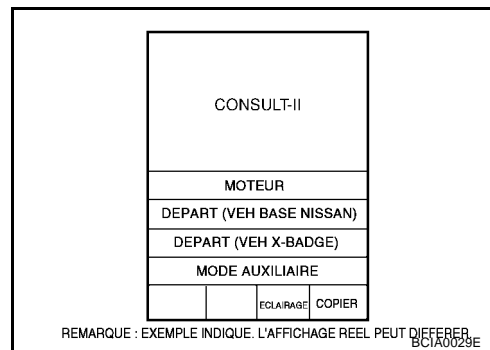 CONSULT-II
MOTEUR
DEPART (VEH BASE NISSAN)
DEPART (VEH X-BADGE)
MODE AUXILIAIRE
ECLAIRAGE COPIER
REMARQUE : EXEMPLE INDIQUE. L'AFFICHAGE REEL PEUT DIFFERER
BCIA0029E